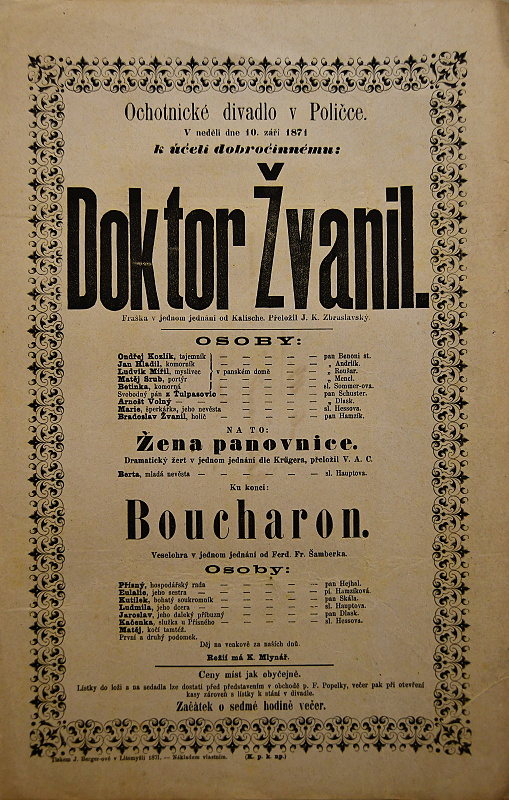 Ochotnické divadlo v Poličce.
V neděli dne 10. září 1871
k účeli dobročinnému:
Doktor Žvanil.
Fraška v jednom jednání od Kalische. Přeložil J. K. Zbraslavský.
OSOBY:
Ondřej Kozlík, tajemník — — — — — pan Benoni st.
Jan Hladil, komorník — — — — — „ Andrlík.
Ludvík Mířil, myslivec v panském domě — — — „ Roušar.
Matěj Srub, portýr — — — — — „ Mencl.
Betinka, komorná — — — — — sl. Sommer-ova.
Svobodný pán z Tulpasovic — — — — — pan Schuster.
Arnošt Volný — — — — — „ Dlask.
Marie, šperkářka, jeho nevěsta — — — — — sl. Hessova.
Bradoslav Žvanil, holič — — — — — pan Hamzík.
NA TO:
Žena panovnice.
Dramatický žert v jednom jednání dle Krügera, přeložil V. A. C.
Berta, mladá nevěsta — — — — — — sl. Hauptova.
Ku konci:
Boucharon.
Veselohra v jednom jednání od Ferd. Fr. Šamberka.
Osoby:
Přísný, hospodářský rada — — — — — pan Hejhal.
Eulalie, jeho sestra — — — — — — pí. Hamzíková.
Kutílek, bohatý soukromník — — — — — pan Skála.
Ludmila, jeho dcera — — — — — — sl. Hauptova.
Jaroslav, jeho daleký příbuzný — — — — — pan Dlask.
Kačenka, služka u Přísného — — — — — sl. Hessova.
Matěj, kočí tamtéž.
První a druhý podomek.
Děj na venkově za našich dnů.
Režii má K. Mlynář.
Ceny míst jak obyčejně.
Lístky do loží a na sedadla lze dostati před představením v obchodě p. F. Popelky, večer pak při otevření
kasy zároveň s lístky k stání v divadle.
Začátek o sedmé hodině večer.
Tiskem J. Berger-ově v Litomyšli 1871. — Nákladem vlastním. (K. p. k. np.)